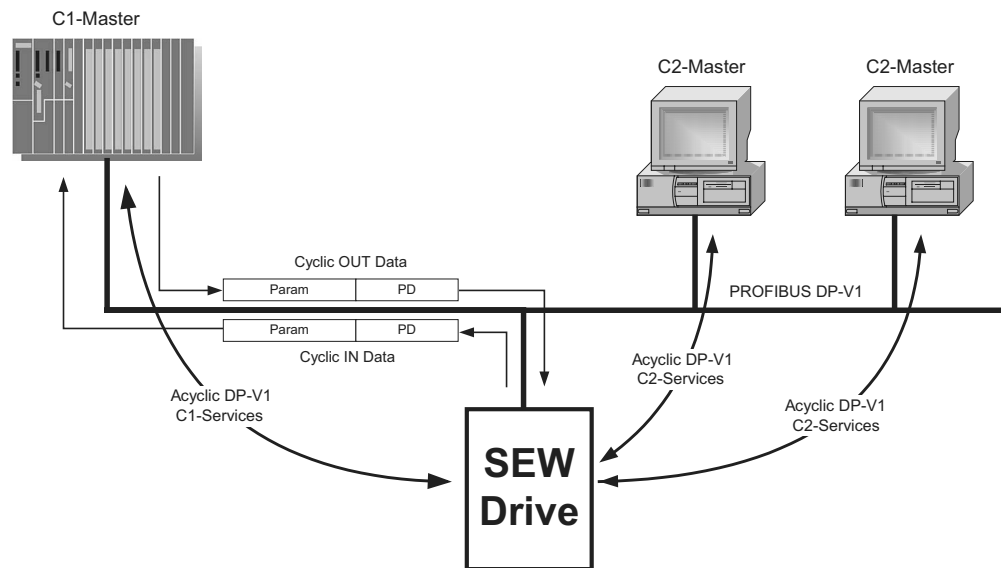 C1-Master
C2-Master
C2-Master
Cyclic OUT Data
Param
PD
PROFIBUS DP-V1
Param
PD
Cyclic IN Data
Acyclic DP-V1
C1-Services
Acyclic DP-V1
C2-Services
Acyclic DP-V1
C2-Services
SEW
Drive